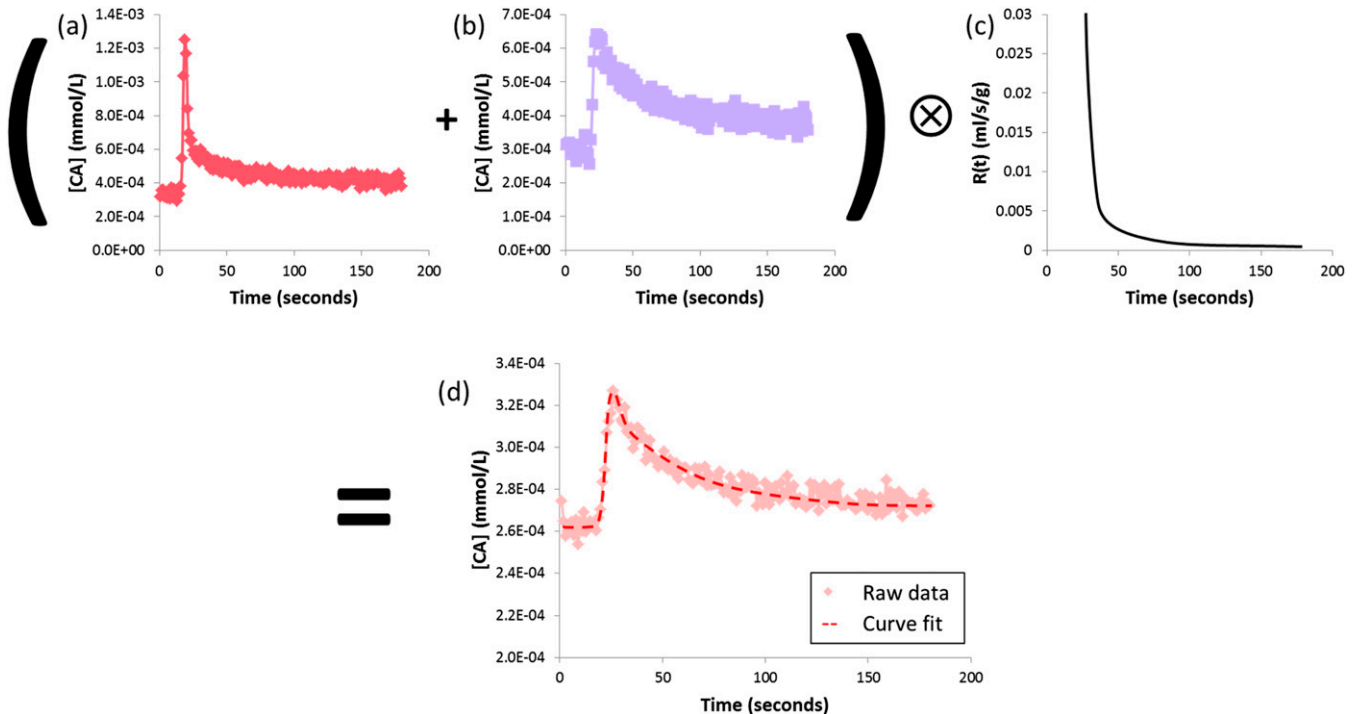 (a)
[CA] (mmol/L)
1.4E-03
1.2E-03
1.0E-03
8.0E-04
6.0E-04
4.0E-04
2.0E-04
0.0E+00
0 50 100 150 200
Time (seconds)
+
(b)
[CA] (mmol/L)
7.0E-04
6.0E-04
5.0E-04
4.0E-04
3.0E-04
2.0E-04
1.0E-04
0.0E+00
0 50 100 150 200
Time (seconds)
⊗
(c)
R(t) (ml/s/g)
0.03
0.025
0.02
0.015
0.01
0.005
0
0 50 100 150 200
Time (seconds)
=
(d)
[CA] (mmol/L)
3.4E-04
3.2E-04
3.0E-04
2.8E-04
2.6E-04
2.4E-04
2.2E-04
2.0E-04
0 50 100 150 200
Time (seconds)
Raw data
Curve fit